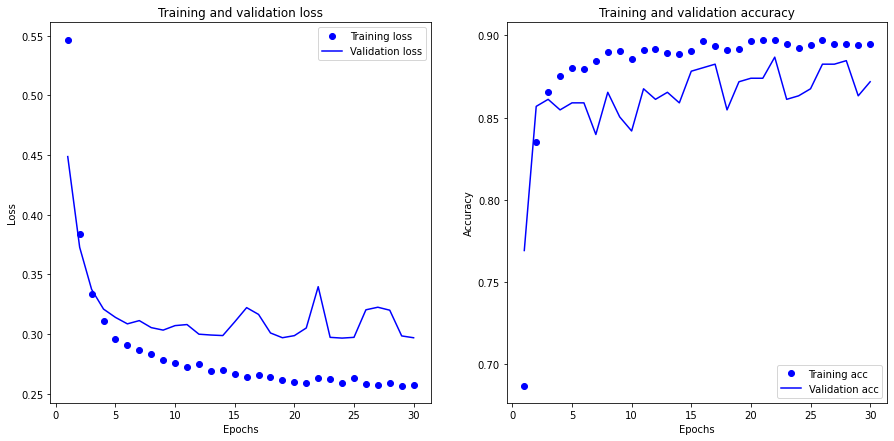 Training and validation loss
0.55
0.50
0.45
0.40
0.35
0.30
0.25
Loss
Training loss
Validation loss
0 5 10 15 20 25 30
Epochs
Training and validation accuracy
0.90
0.85
0.80
0.75
0.70
Accuracy
Training acc
Validation acc
0 5 10 15 20 25 30
Epochs